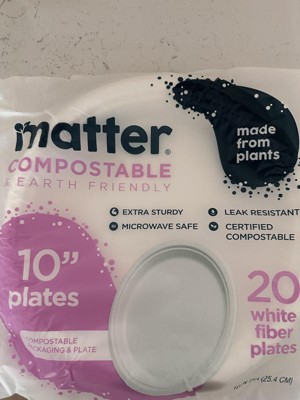 matter®
COMPOSTABLE
EARTH FRIENDLY
made
from
plants
EXTRA STURDY
LEAK RESISTANT
MICROWAVE SAFE
CERTIFIED
COMPOSTABLE
10”
plates
20
white
fiber
plates
COMPOSTABLE
PACKAGING & PLATE
(25.4 CM)